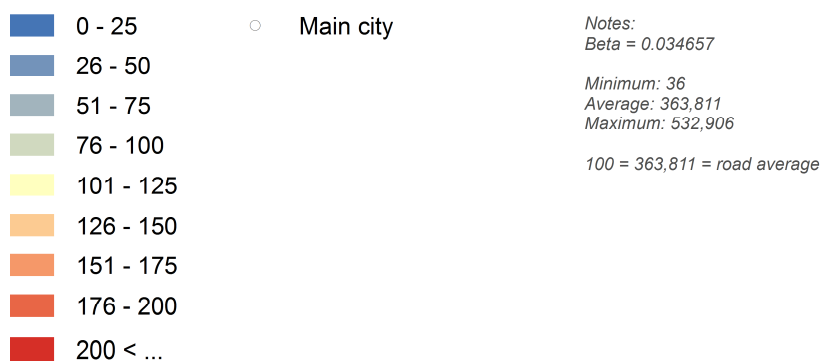 0 - 25
26 - 50
51 - 75
76 - 100
101 - 125
126 - 150
151 - 175
176 - 200
200 < ...
Main city
Notes:
Beta = 0.034657
Minimum: 36
Average: 363,811
Maximum: 532,906
100 = 363,811 = road average